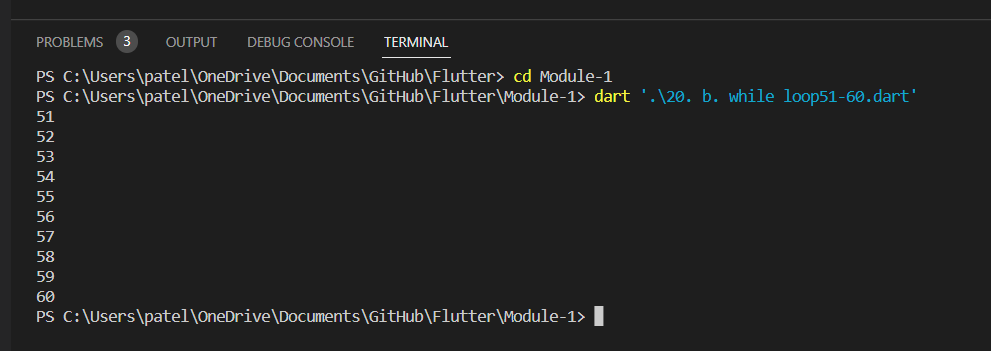 PROBLEMS 3 OUTPUT DEBUG CONSOLE TERMINAL
PS C:\Users\patel\OneDrive\Documents\GitHub\Flutter> cd Module-1
PS C:\Users\patel\OneDrive\Documents\GitHub\Flutter\Module-1> dart '.\20. b. while loop51-60.dart'
51
52
53
54
55
56
57
58
59
60
PS C:\Users\patel\OneDrive\Documents\GitHub\Flutter\Module-1>